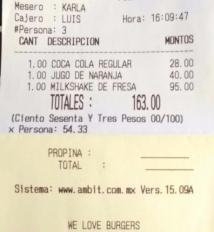 Mesero : KARLA
Cajero : LUIS Hora: 16:09:47
#Persona: 3
CANT DESCRIPCION MONTOS
1.00 COCA COLA REGULAR 28.00
1.00 JUGO DE NARANJA 40.00
1.00 MILKSHAKE DE FRESA 95.00
TOTALES : 163.00
(Ciento Sesenta Y Tres Pesos 00/100)
x Persona: 54.33
PROPINA :
TOTAL :
Sistema: www.ambit.com.mx Vers. 15.09A
WE LOVE BURGERS